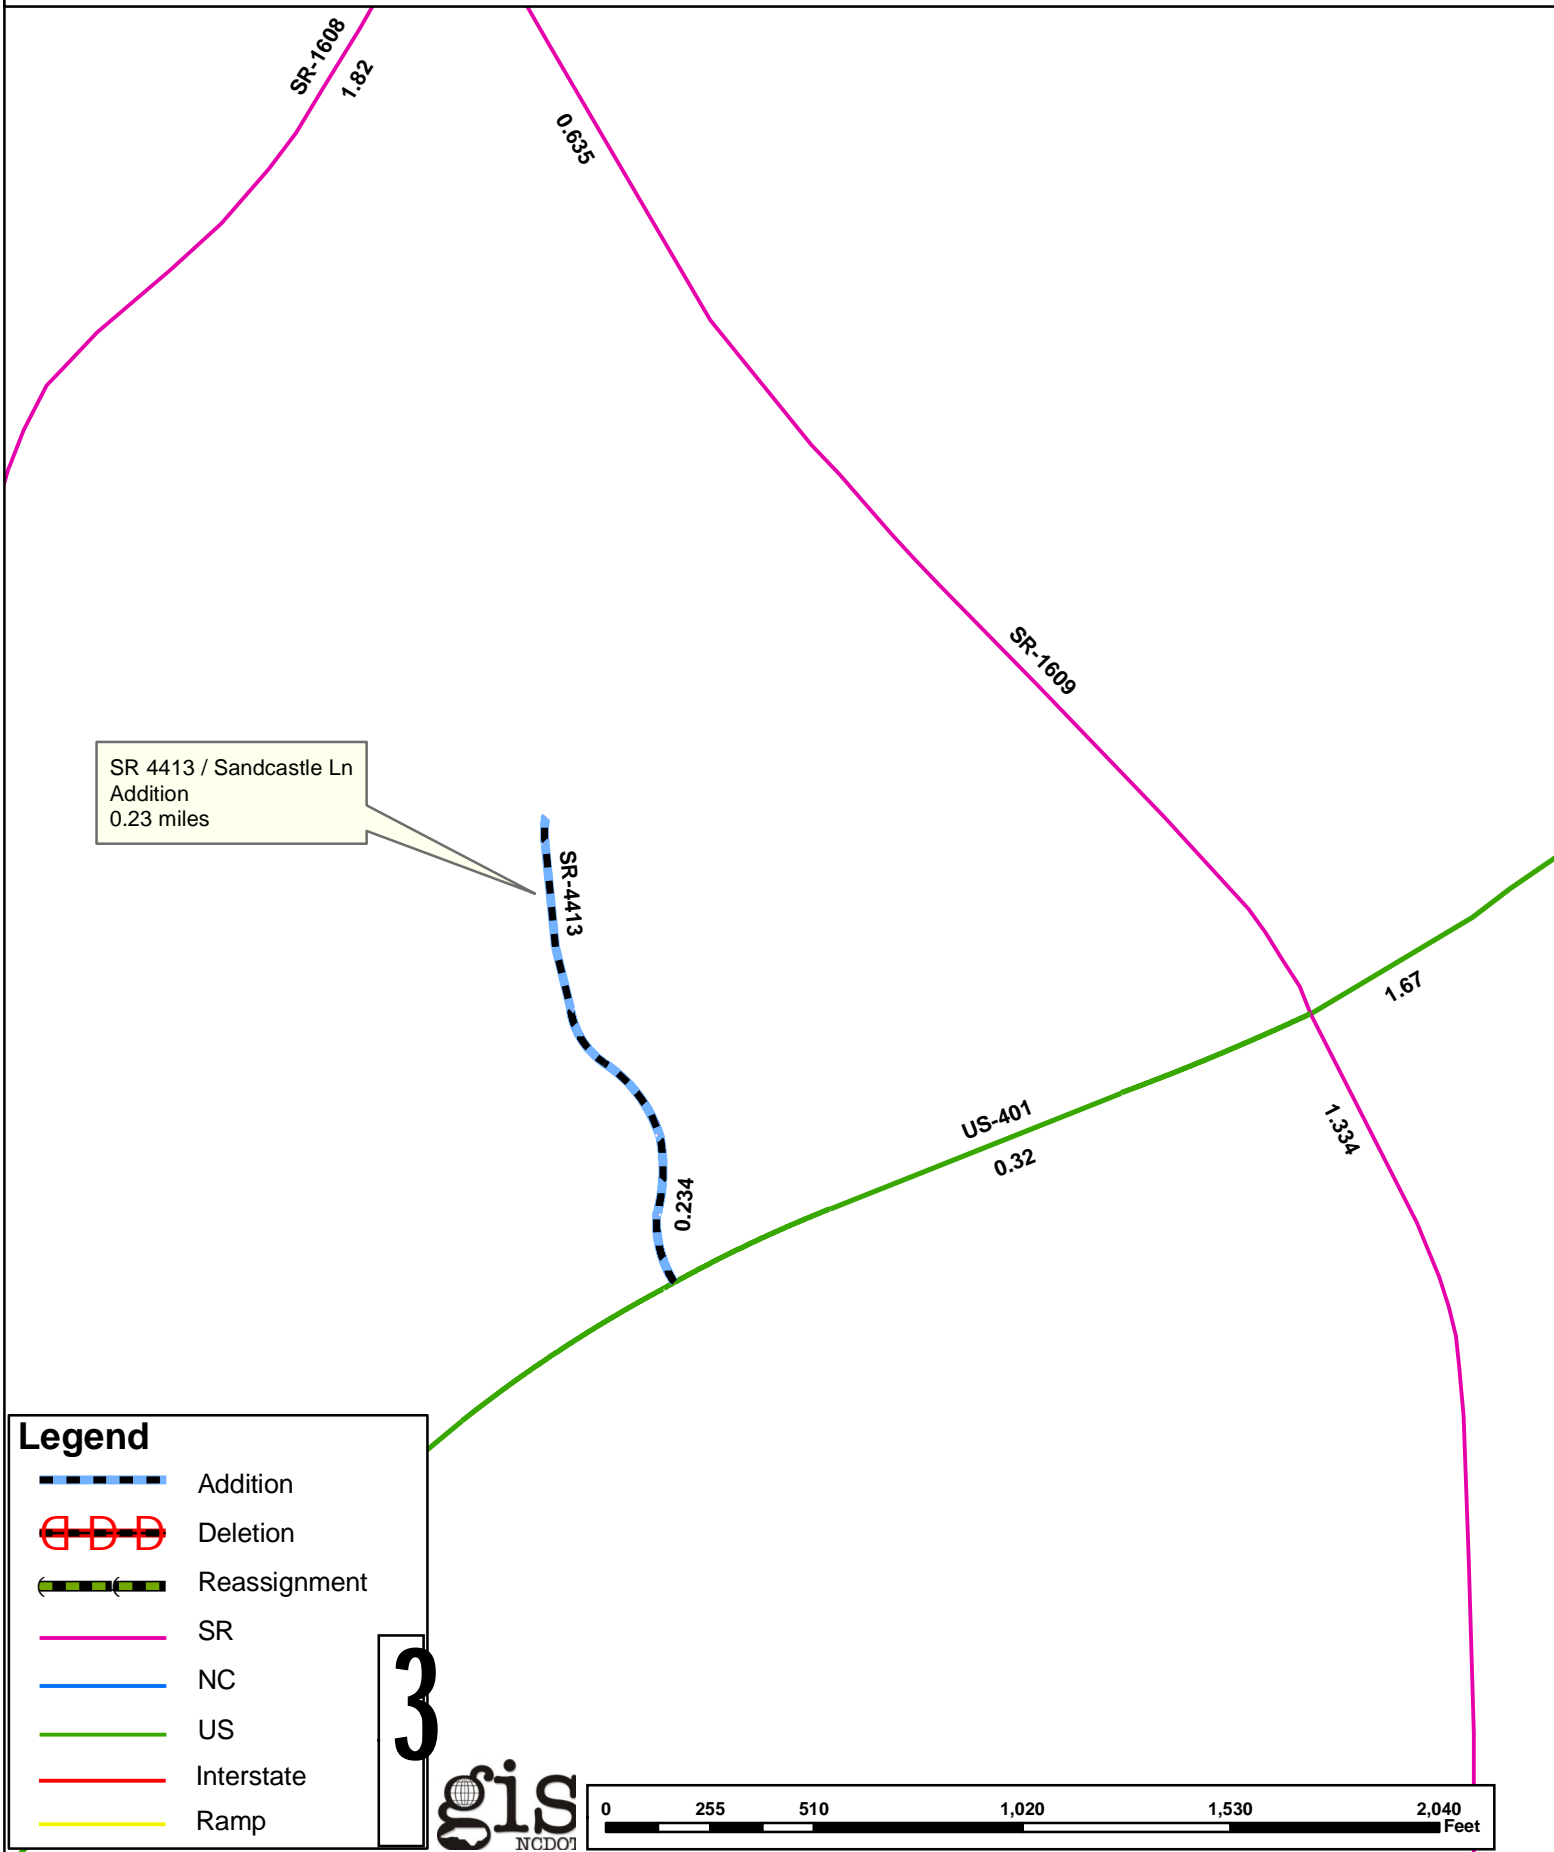 SR-1608
1.82
0.635
SR-1609
SR 4413 / Sandcastle Ln
Addition
0.23 miles
SR-4413
1.67
US-401
0.32
1.334
0.234
Legend
Addition
Deletion
Reassignment
SR
NC
US
Interstate
Ramp
3
gis
NCDOT
0 255 510 1,020 1,530 2,040
Feet